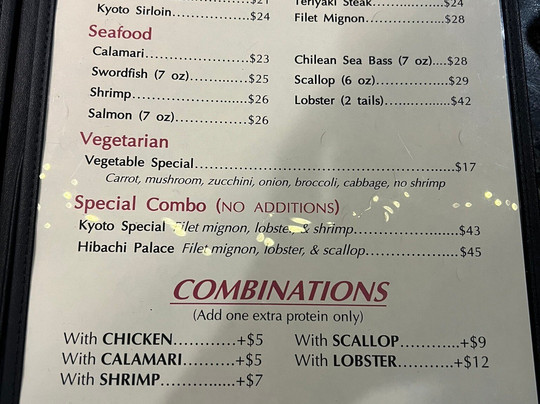 $21
Kyoto Sirloin....................$24
Teriyaki Steak..................$24
Filet Mignon....................$28
Seafood
Calamari........................$23
Swordfish (7 oz)................$25
Shrimp..........................$26
Salmon (7 oz)...................$26
Chilean Sea Bass (7 oz)....$28
Scallop (6 oz)..................$29
Lobster (2 tails)................$42
Vegetarian
Vegetable Special......................................................$17
Carrot, mushroom, zucchini, onion, broccoli, cabbage, no shrimp
Special Combo (NO ADDITIONS)
Kyoto Special Filet mignon, lobster, & shrimp.......................$43
Hibachi Palace Filet mignon, lobster, & scallop......................$45
COMBINATIONS
(Add one extra protein only)
With CHICKEN............+$5
With CALAMARI..........+$5
With SHRIMP..............+$7
With SCALLOP............+$9
With LOBSTER...........+$12